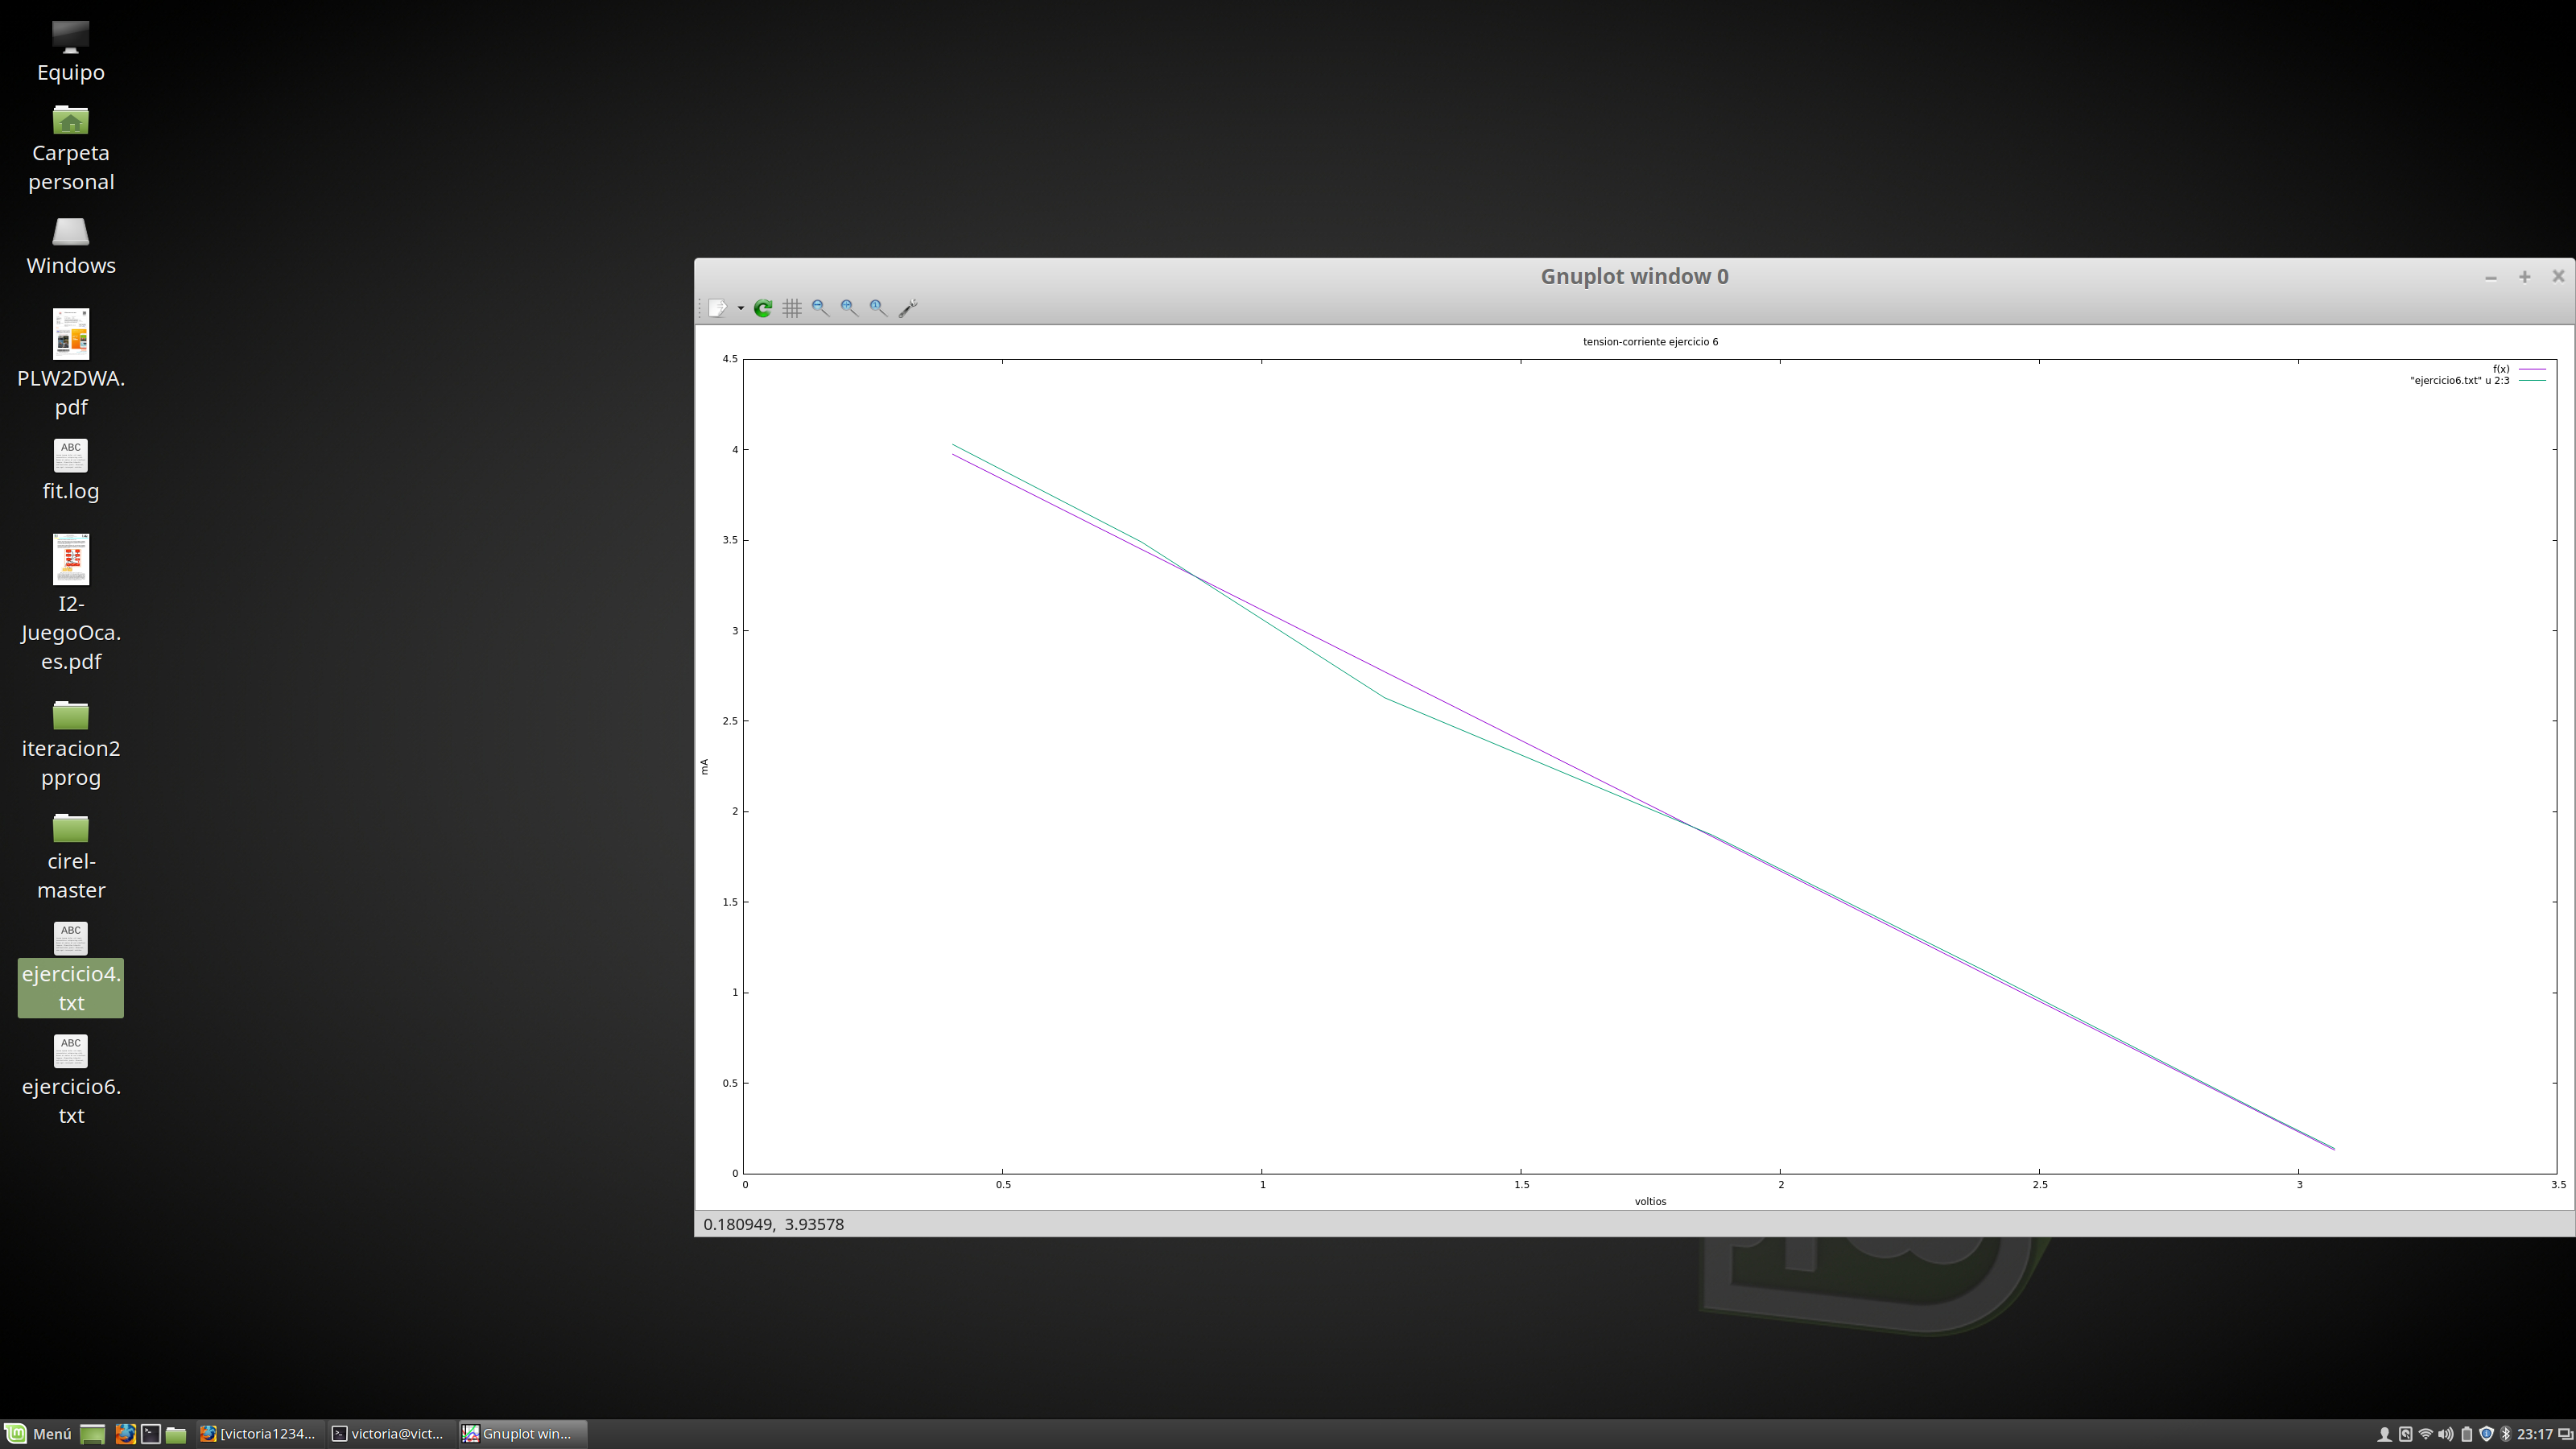 Equipo
Carpeta
personal
Windows
PLW2DWA.
pdf
ABC
fit.log
I2-
JuegoOca.
es.pdf
iteracion2
pprog
cirel-
master
ABC
ejercicio4.
txt
ABC
ejercicio6.
txt
Gnuplot window 0
tension-corriente ejercicio 6
f(x)
"ejercicio6.txt" u 2:3
4.5
4
3.5
3
2.5
2
1.5
1
0.5
0
mA
0 0.5 1 1.5 2 2.5 3 3.5
voltios
0.180949, 3.93578
Menú
[victoria1234...
victoria@vict...
Gnuplot win...
23:17